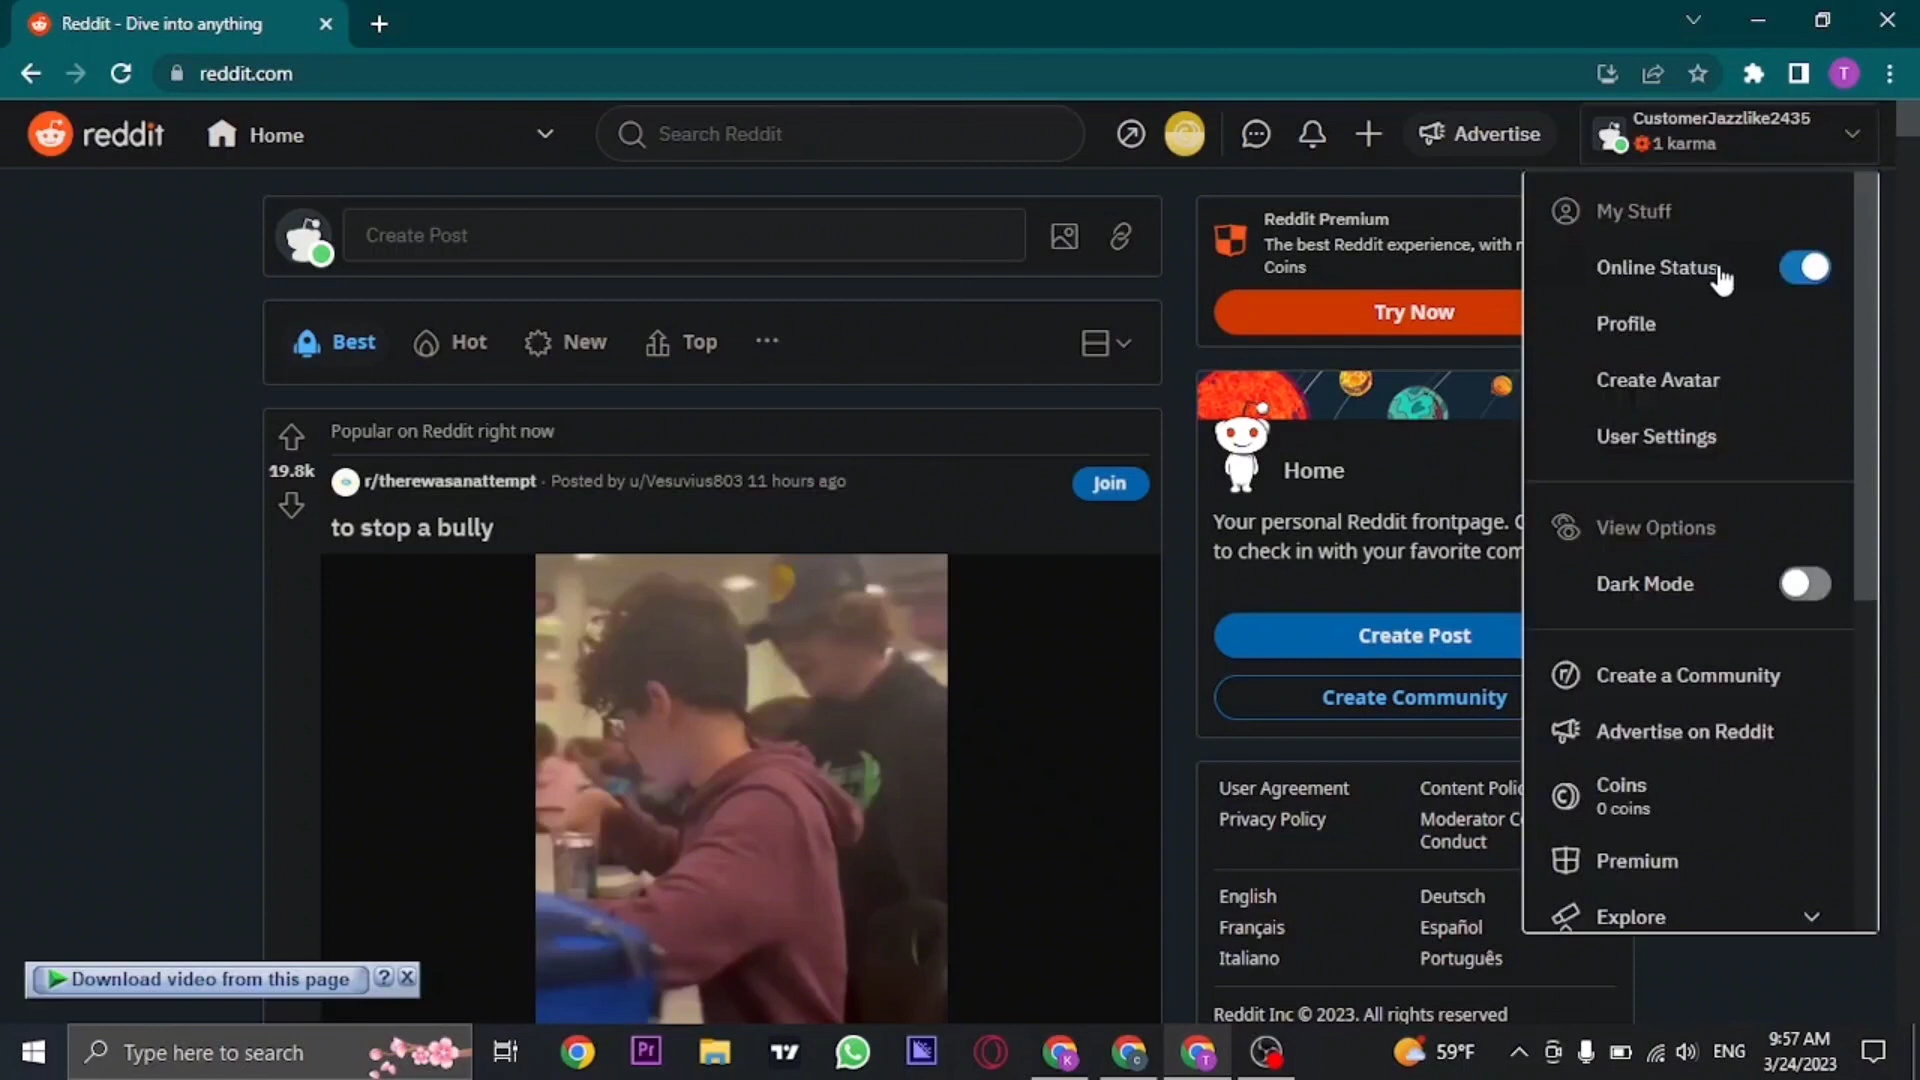 Reddit - Dive into anything
reddit.com
reddit
Home
Search Reddit
Advertise
CustomerJazzlike2435
1 karma
Create Post
Reddit Premium
The best Reddit experience, with
Coins
Try Now
My Stuff
Online Status
Profile
Create Avatar
User Settings
View Options
Dark Mode
Create a Community
Advertise on Reddit
Coins
0 coins
Premium
Explore
Best
Hot
New
Top
Popular on Reddit right now
19.8k
r/therewasanattempt · Posted by u/Vesuvius803 11 hours ago
Join
to stop a bully
Home
Your personal Reddit frontpage.
to check in with your favorite
Create Post
Create Community
User Agreement
Privacy Policy
Content
Moderator
Conduct
English
Français
Italiano
Deutsch
Español
Português
Reddit Inc © 2023. All rights reserved
Download video from this page
?
X
Type here to search
Pr
K
C
T
59°F
ENG
9:57 AM
3/24/2023